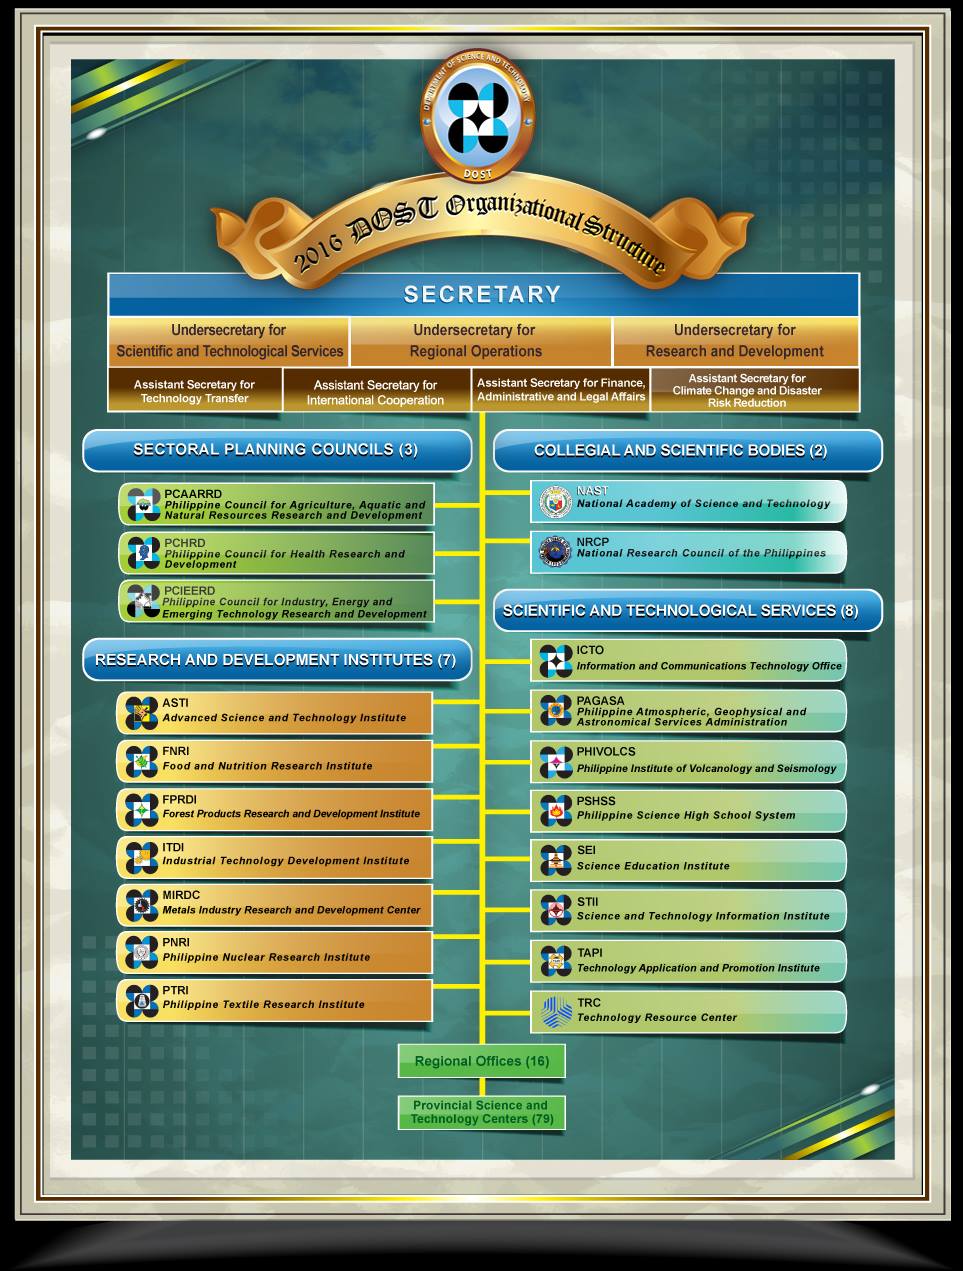 DEPARTMENT OF SCIENCE AND TECHNOLOGY
DOST
2016 DOST Organizational Structure
SECRETARY
Undersecretary for
Scientific and Technological Services
Undersecretary for
Regional Operations
Undersecretary for
Research and Development
Assistant Secretary for
Technology Transfer
Assistant Secretary for
International Cooperation
Assistant Secretary for Finance,
Administrative and Legal Affairs
Assistant Secretary for
Climate Change and Disaster
Risk Reduction
SECTORAL PLANNING COUNCILS (3)
PCAARRD
Philippine Council for Agriculture, Aquatic and
Natural Resources Research and Development
PCHRD
Philippine Council for Health Research and
Development
PCIEERD
Philippine Council for Industry, Energy and
Emerging Technology Research and Development
RESEARCH AND DEVELOPMENT INSTITUTES (7)
ASTI
Advanced Science and Technology Institute
FNRI
Food and Nutrition Research Institute
FPRDI
Forest Products Research and Development Institute
ITDI
Industrial Technology Development Institute
MIRDC
Metals Industry Research and Development Center
PNRI
Philippine Nuclear Research Institute
PTRI
Philippine Textile Research Institute
COLLEGIAL AND SCIENTIFIC BODIES (2)
NAST
National Academy of Science and Technology
NRCP
National Research Council of the Philippines
SCIENTIFIC AND TECHNOLOGICAL SERVICES (8)
ICTO
Information and Communications Technology Office
PAGASA
Philippine Atmospheric, Geophysical and
Astronomical Services Administration
PHIVOLCS
Philippine Institute of Volcanology and Seismology
PSHSS
Philippine Science High School System
SEI
Science Education Institute
STII
Science and Technology Information Institute
TAPI
Technology Application and Promotion Institute
TRC
Technology Resource Center
Regional Offices (16)
Provincial Science and
Technology Centers (79)